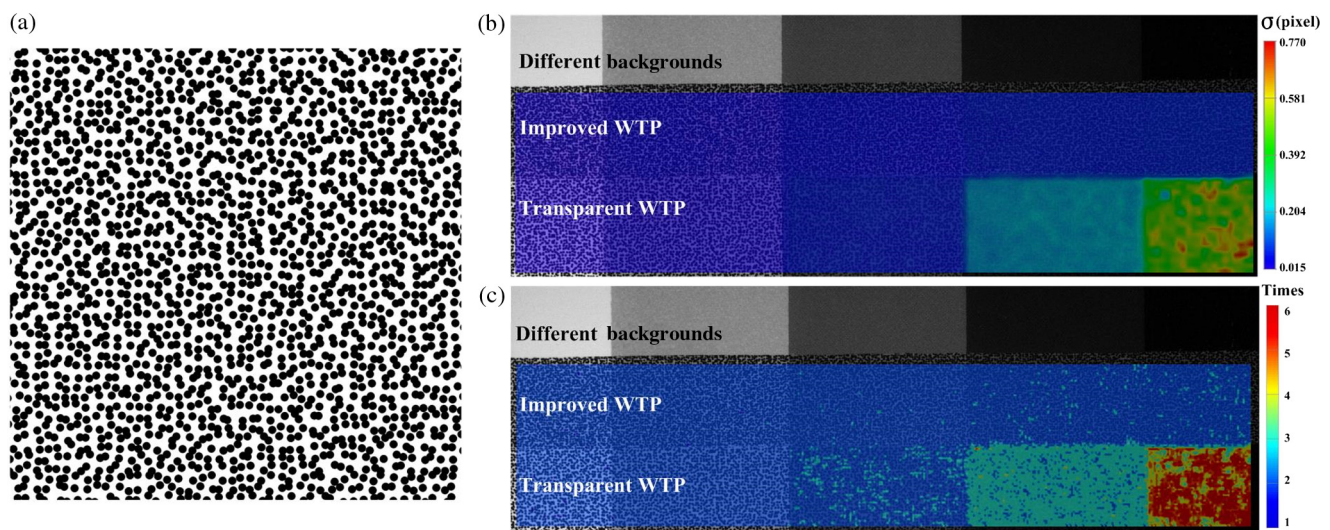 (a)
(b)
Different backgrounds
Improved WTP
Transparent WTP
σ (pixel)
0.770
0.581
0.392
0.204
0.015
(c)
Different backgrounds
Improved WTP
Transparent WTP
Times
6
5
4
3
2
1